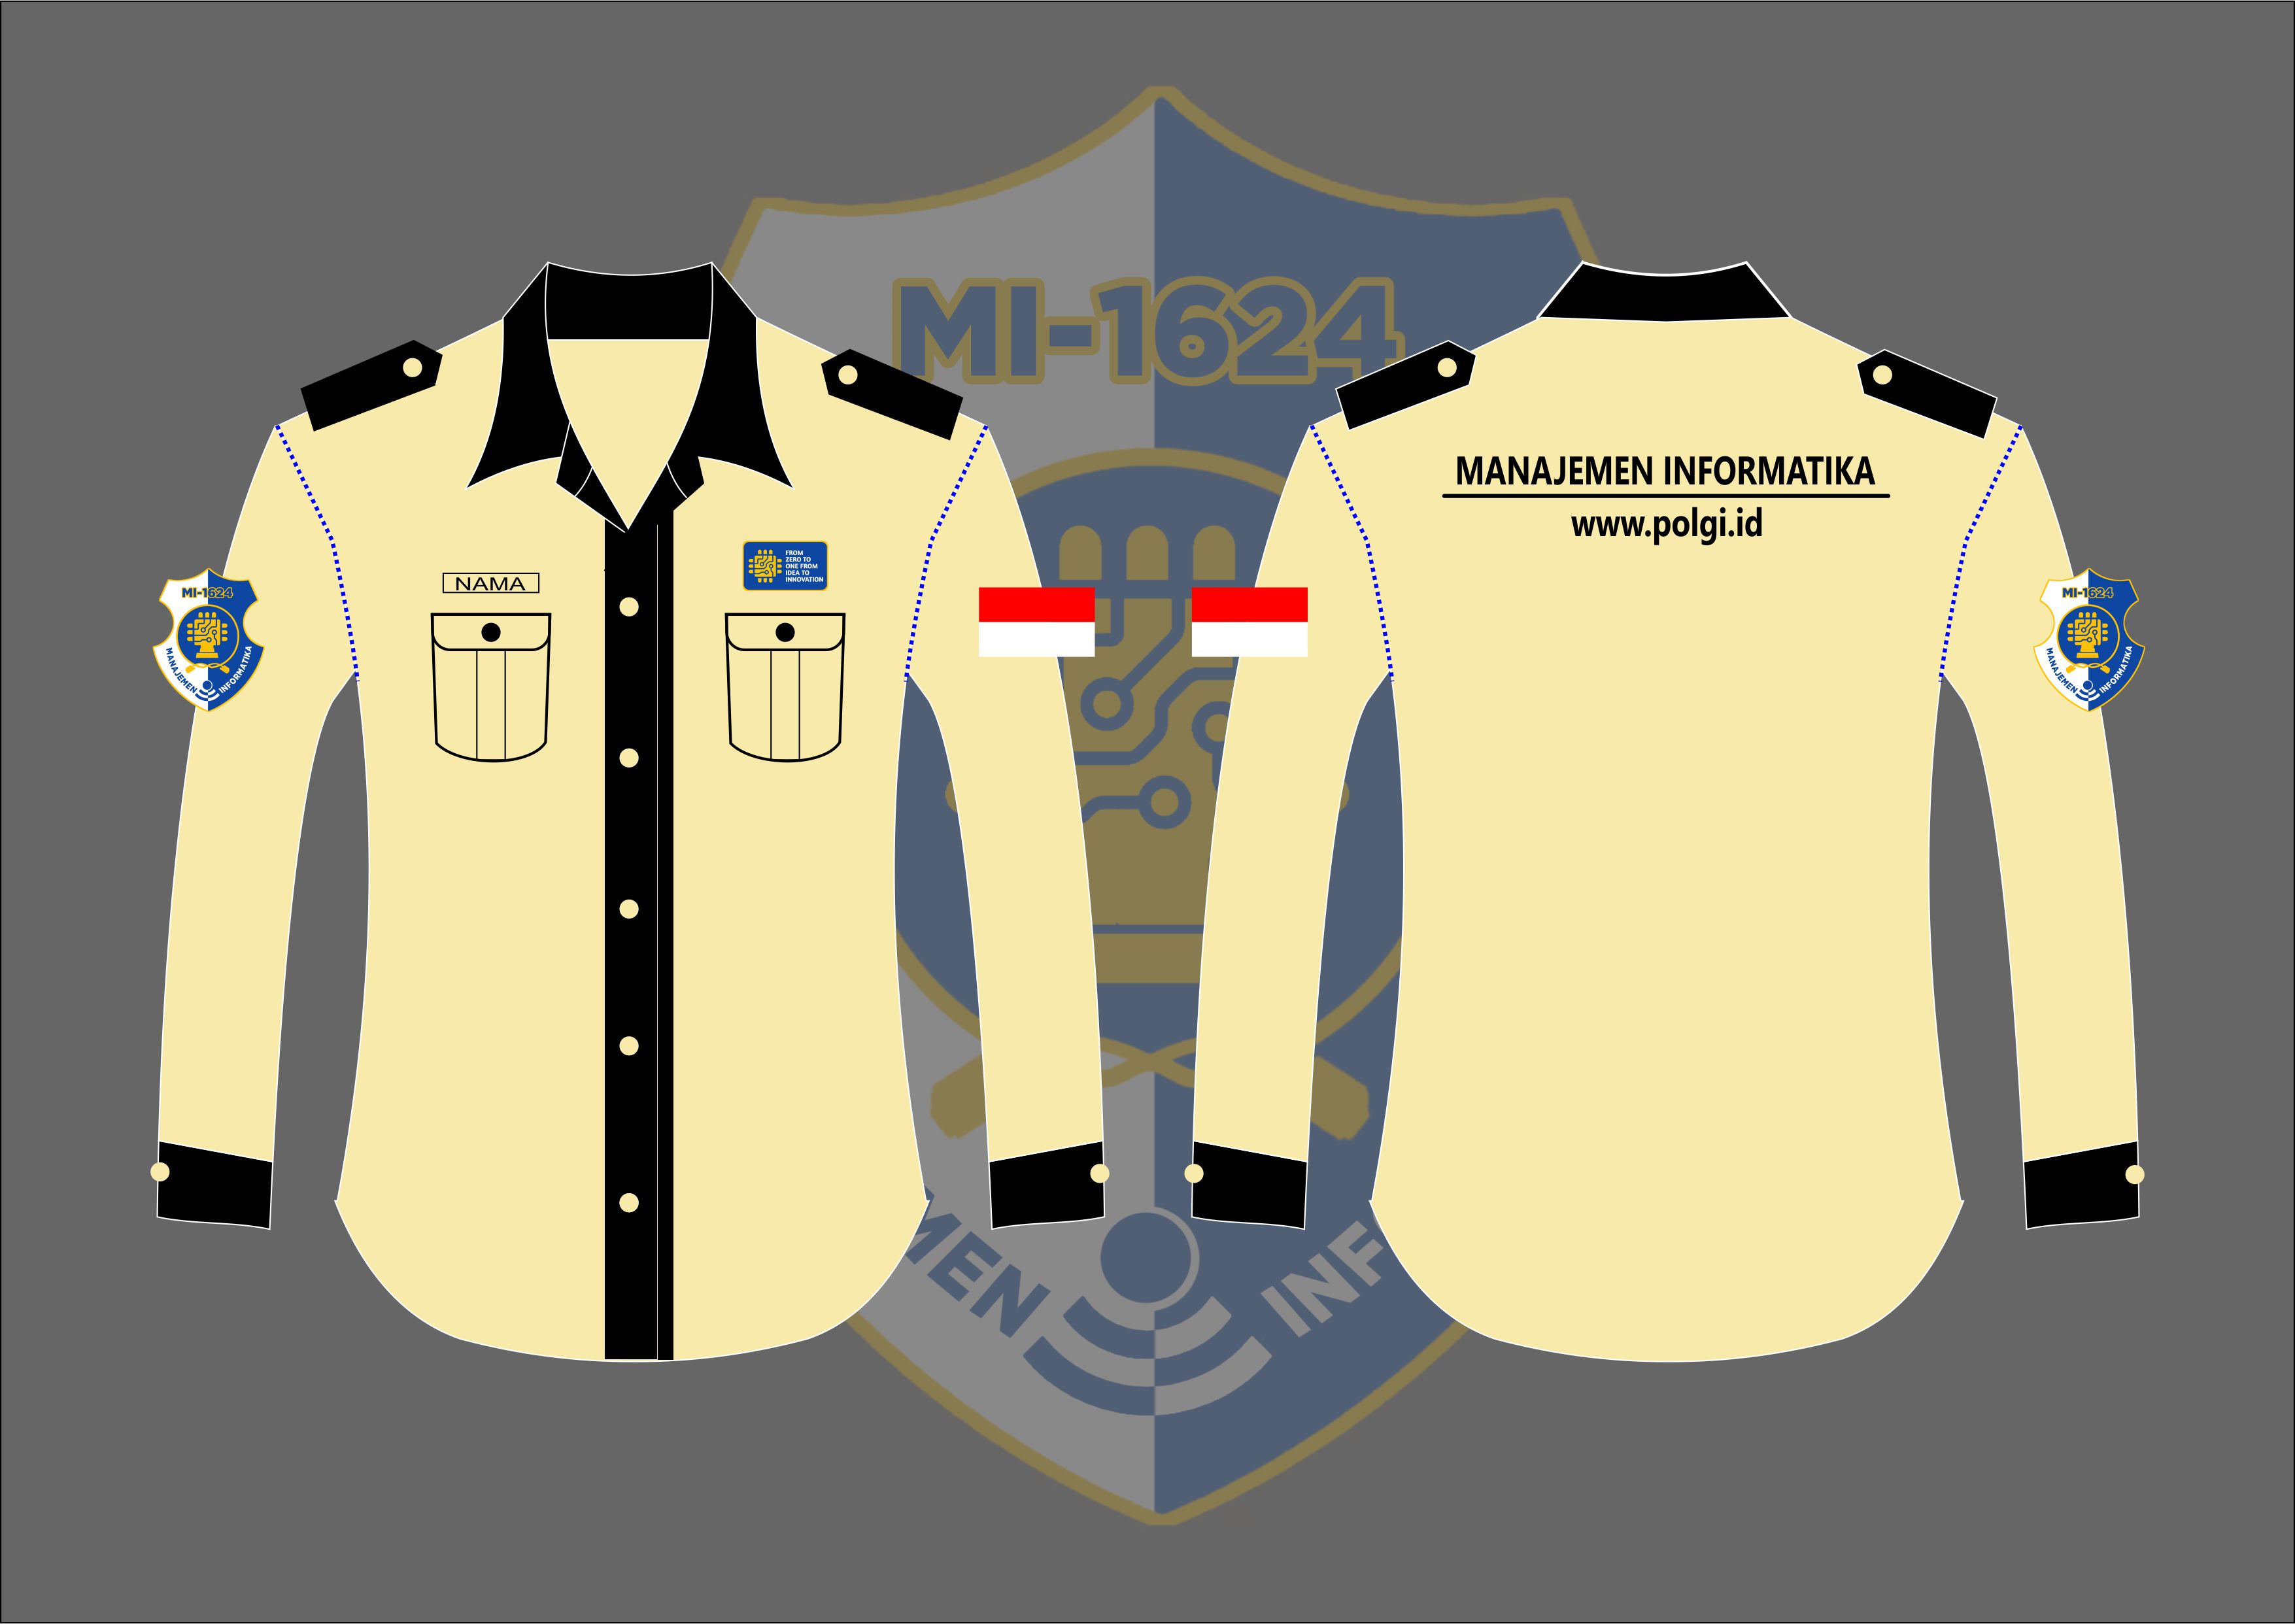 MI-1624
MEN INF
MI-1624
MANAJEMEN INFORMATIKA
NAMA
FROM
ZERO TO
ONE FROM
IDEA TO
INNOVATION
MANAJEMEN INFORMATIKA
www.polgi.id
MI-1624
MANAJEMEN INFORMATIKA